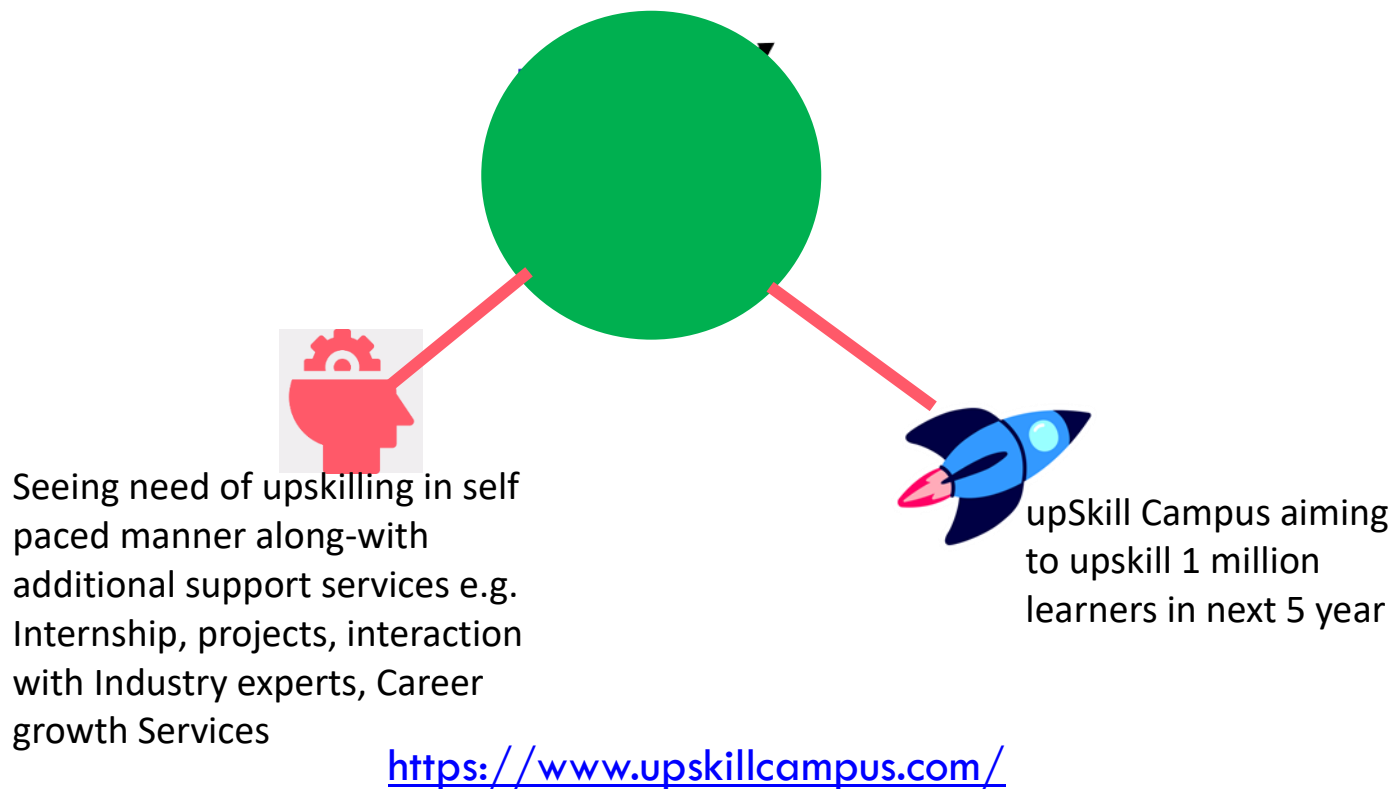 Seeing need of upskilling in self
paced manner along-with
additional support services e.g.
Internship, projects, interaction
with Industry experts, Career
growth Services
upSkill Campus aiming
to upskill 1 million
learners in next 5 year
https://www.upskillcampus.com/